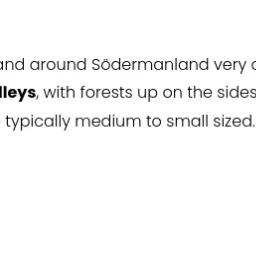 and around Södermanland very
lleys, with forests up on the sides
typically medium to small sized.